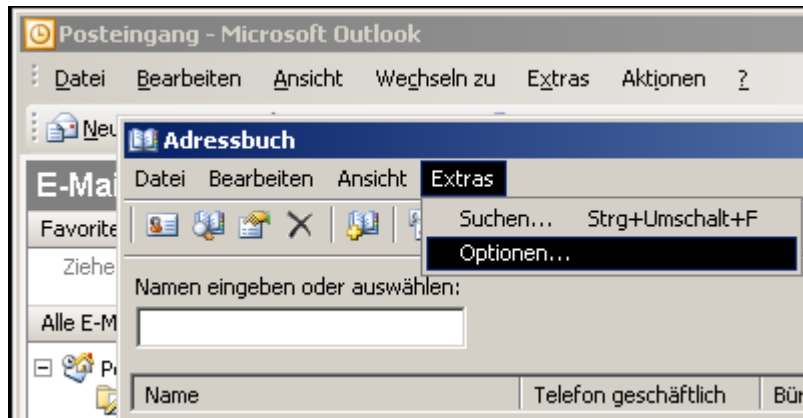 Posteingang - Microsoft Outlook
Datei Bearbeiten Ansicht Wechseln zu Extras Aktionen ?
Adressbuch
Datei Bearbeiten Ansicht Extras
Suchen... Strg+Umschalt+F
Optionen...
Namen eingeben oder auswählen:
Name Telefon geschäftlich
E-Mai
Favorite
Ziehe
Alle E-M